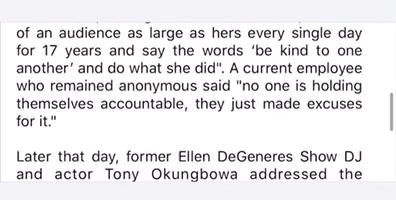 of an audience as large as hers every single day
for 17 years and say the words ‘be kind to one
another’ and do what she did". A current employee
who remained anonymous said "no one is holding
themselves accountable, they just made excuses
for it."
Later that day, former Ellen DeGeneres Show DJ
and actor Tony Okungbowa addressed the